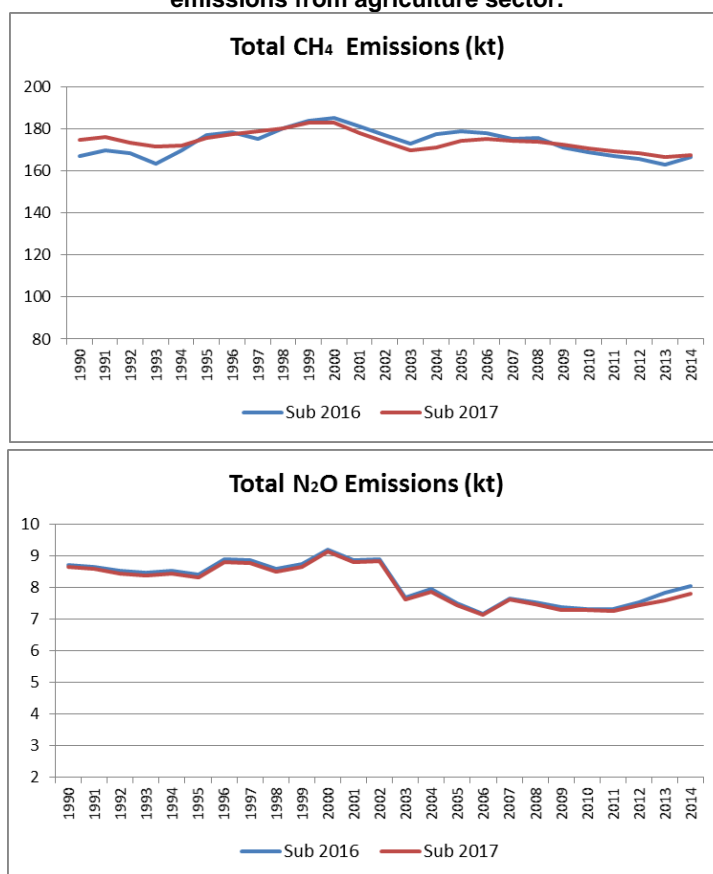 emissions from agriculture sector.
Total CH₄ Emissions (kt)
200
180
160
140
120
100
80
1990 1991 1992 1993 1994 1995 1996 1997 1998 1999 2000 2001 2002 2003 2004 2005 2006 2007 2008 2009 2010 2011 2012 2013 2014
Sub 2016 Sub 2017
Total N₂O Emissions (kt)
10
9
8
7
6
5
4
3
2
1990 1991 1992 1993 1994 1995 1996 1997 1998 1999 2000 2001 2002 2003 2004 2005 2006 2007 2008 2009 2010 2011 2012 2013 2014
Sub 2016 Sub 2017